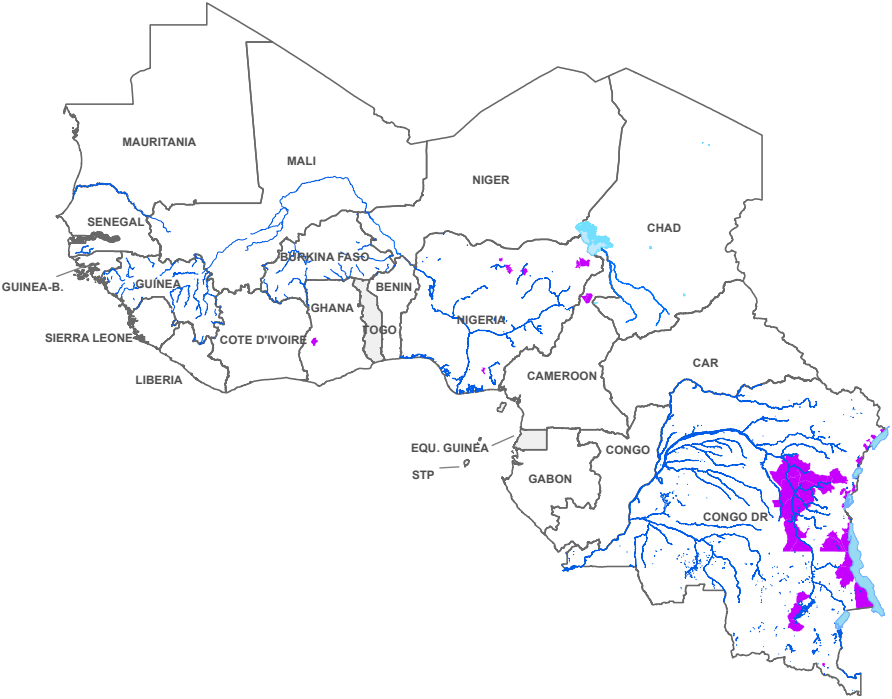 MAURITANIA
MALI
NIGER
CHAD
SENEGAL
BURKINA FASO
GUINEA-B.
GUINEA
BENIN
GHANA
NIGERIA
TOGO
SIERRA LEONE
COTE D'IVOIRE
LIBERIA
CAMEROON
CAR
EQU. GUINEA
CONGO
STP
GABON
CONGO DR